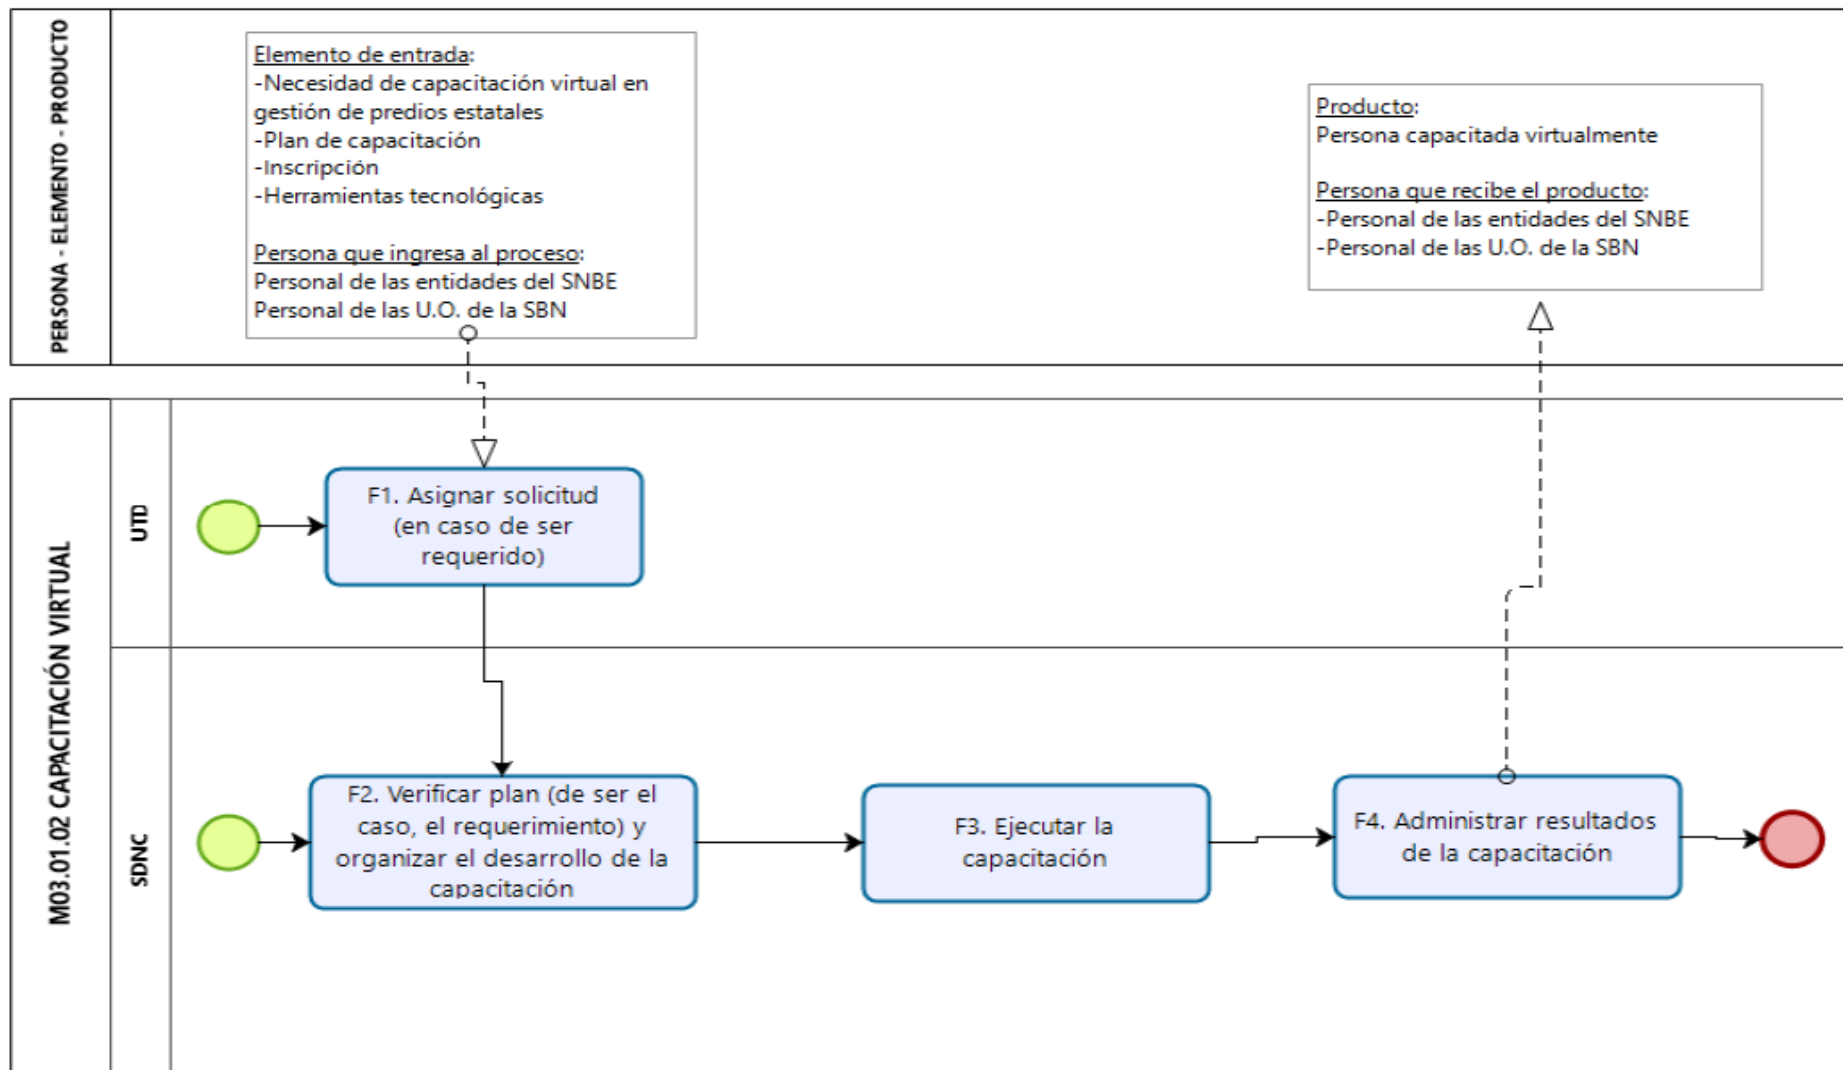 PERSONA - ELEMENTO - PRODUCTO
Elemento de entrada:
-Necesidad de capacitación virtual en
gestión de predios estatales
-Plan de capacitación
-Inscripción
-Herramientas tecnológicas
Persona que ingresa al proceso:
Personal de las entidades del SNBE
Personal de las U.O. de la SBN
Producto:
Persona capacitada virtualmente
Persona que recibe el producto:
-Personal de las entidades del SNBE
-Personal de las U.O. de la SBN
M03.01.02 CAPACITACIÓN VIRTUAL
UTD
F1. Asignar solicitud
(en caso de ser
requerido)
SDNC
F2. Verificar plan (de ser el
caso, el requerimiento) y
organizar el desarrollo de la
capacitación
F3. Ejecutar la
capacitación
F4. Administrar resultados
de la capacitación